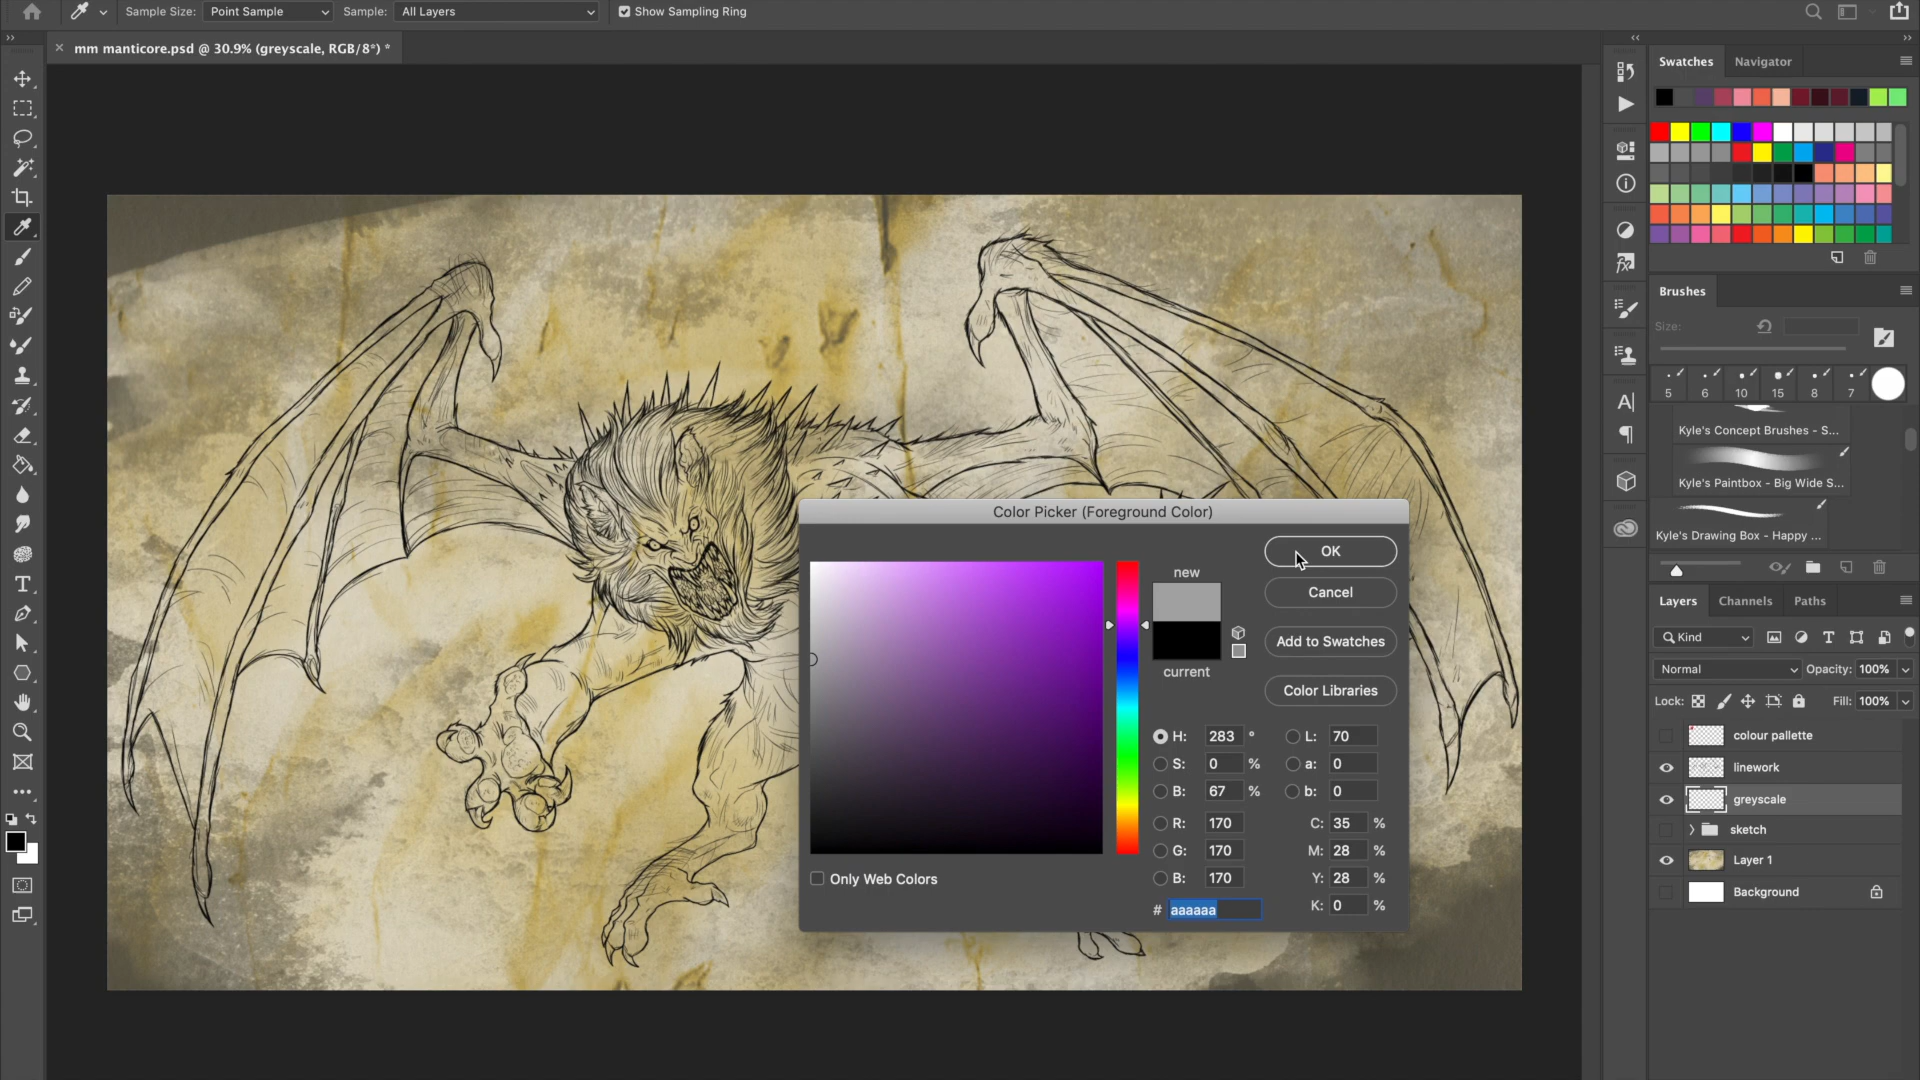 Sample Size: Point Sample Sample: All Layers Show Sampling Ring
mm manticore.psd @ 30.9% (greyscale, RGB/8*) *
Swatches Navigator
Brushes
Size:
5 6 10 15 8 7
Kyle's Concept Brushes - S...
Kyle's Paintbox - Big Wide S...
Kyle's Drawing Box - Happy ...
Layers Channels Paths
Kind
Normal Opacity: 100%
Lock: Fill: 100%
colour pallette
linework
greyscale
sketch
Layer 1
Background
Color Picker (Foreground Color)
new
current
OK
Cancel
Add to Swatches
Color Libraries
H: 283 ° L: 70
S: 0 % a: 0
B: 67 % b: 0
R: 170 C: 35 %
G: 170 M: 28 %
B: 170 Y: 28 %
# aaaaaa K: 0 %
Only Web Colors